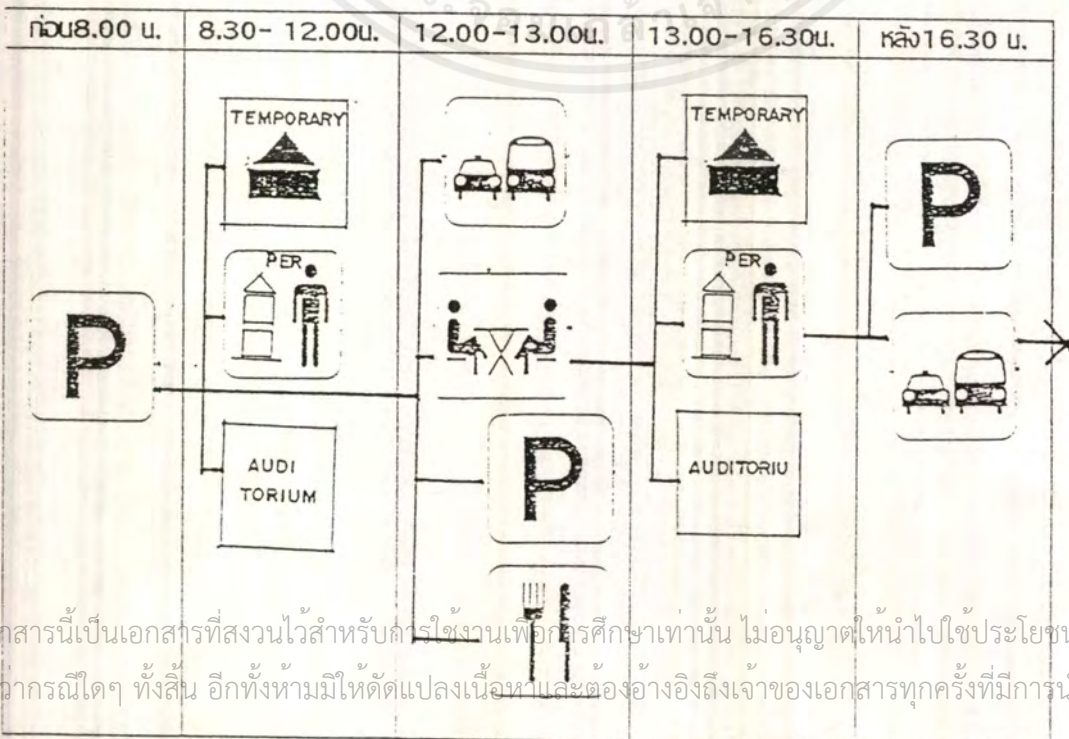 ก่อน8.00 น. 8.30- 12.00น. 12.00-13.00น. 13.00-16.30น. หลัง16.30 น.
TEMPORARY TEMPORARY
PER PER
P
P
AUDI
TORIUM
AUDITORIU
P
กสารนี้เป็นเอกสารที่สงวนไว้สำหรับการใช้งานเพื่อการศึกษาเท่านั้น ไม่อนุญาตให้นำไปใช้ประโยชน
ว่ากรณีใดๆ ทั้งสิ้น อีกทั้งห้ามมิให้ดัดแปลงเนื้อหาและต้องอ้างอิงถึงเจ้าของเอกสารทุกครั้งที่มีการนำ